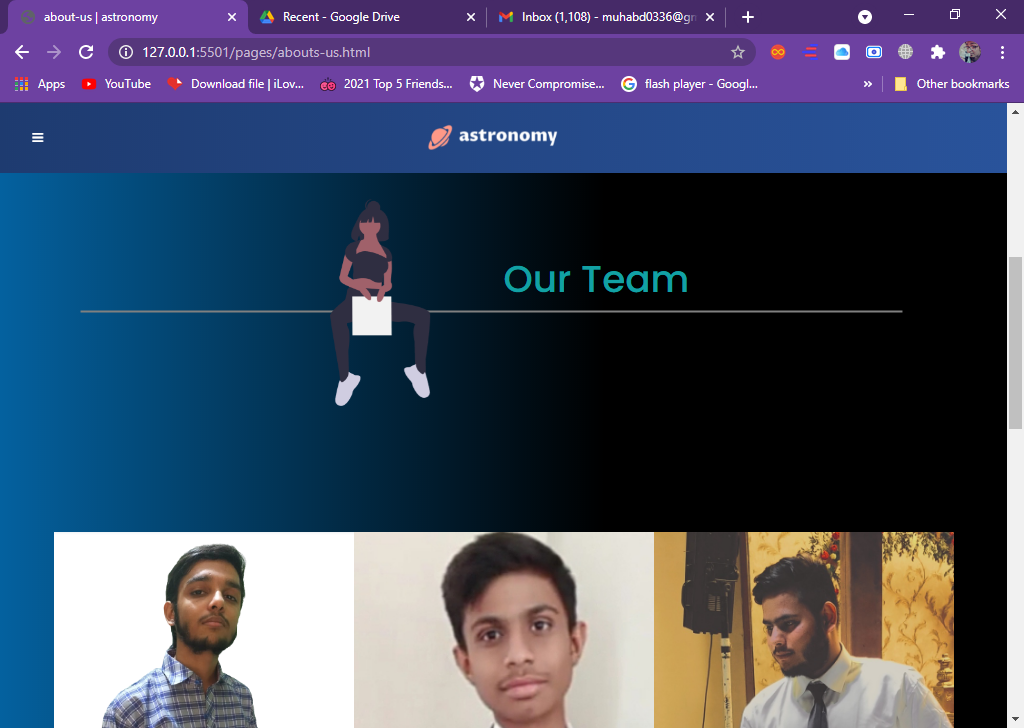 about-us | astronomy
Recent - Google Drive
Inbox (1,108) - muhabd0336@gm
127.0.0.1:5501/pages/abouts-us.html
Apps
YouTube
Download file | iLov...
2021 Top 5 Friends...
Never Compromise...
flash player - Googl...
Other bookmarks
astronomy
Our Team